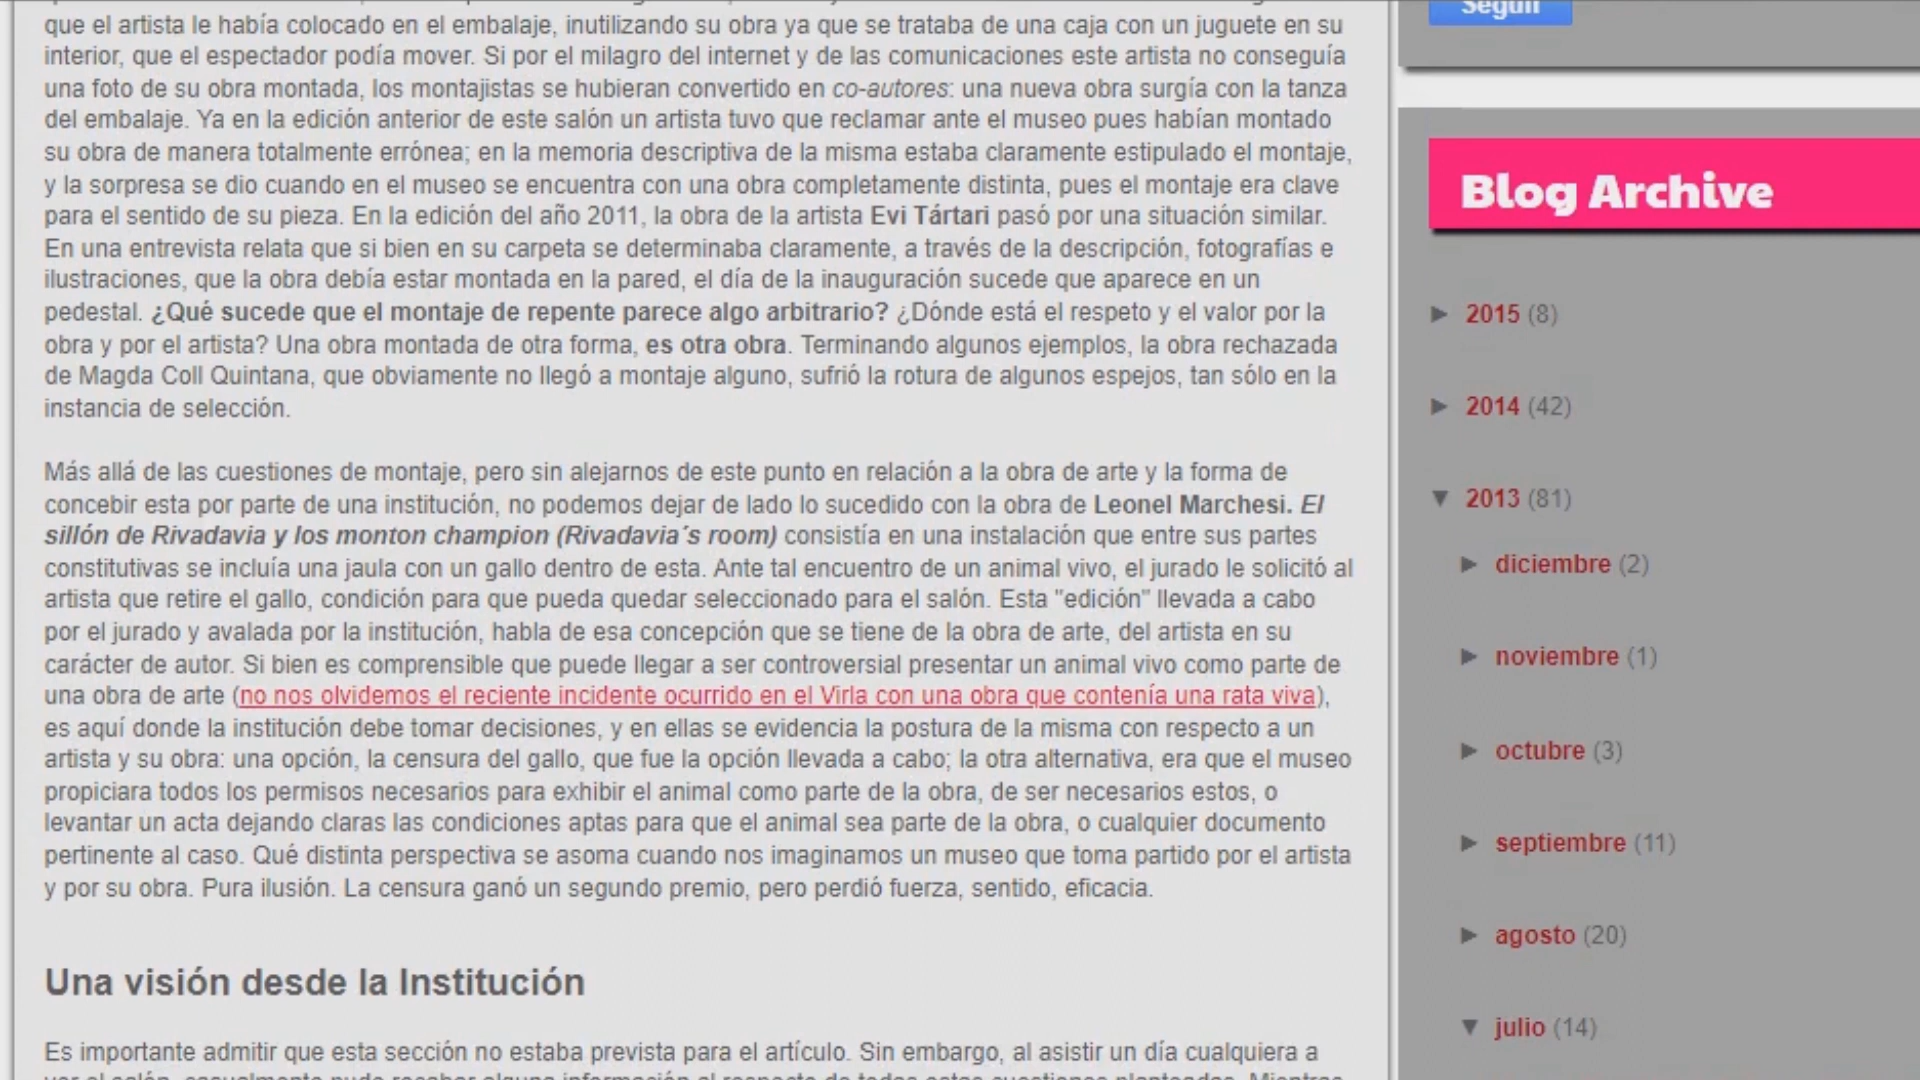 que el artista le había colocado en el embalaje, inutilizando su obra ya que se trataba de una caja con un juguete en su
interior, que el espectador podía mover. Si por el milagro del internet y de las comunicaciones este artista no conseguía
una foto de su obra montada, los montajistas se hubieran convertido en co-autores: una nueva obra surgía con la tanza
del embalaje. Ya en la edición anterior de este salón un artista tuvo que reclamar ante el museo pues habían montado
su obra de manera totalmente errónea; en la memoria descriptiva de la misma estaba claramente estipulado el montaje,
y la sorpresa se dio cuando en el museo se encuentra con una obra completamente distinta, pues el montaje era clave
para el sentido de su pieza. En la edición del año 2011, la obra de la artista Evi Tártari pasó por una situación similar.
En una entrevista relata que si bien en su carpeta se determinaba claramente, a través de la descripción, fotografías e
ilustraciones, que la obra debía estar montada en la pared, el día de la inauguración sucede que aparece en un
pedestal. ¿Qué sucede que el montaje de repente parece algo arbitrario? ¿Dónde está el respeto y el valor por la
obra y por el artista? Una obra montada de otra forma, es otra obra. Terminando algunos ejemplos, la obra rechazada
de Magda Coll Quintana, que obviamente no llegó a montaje alguno, sufrió la rotura de algunos espejos, tan sólo en la
instancia de selección.
Más allá de las cuestiones de montaje, pero sin alejarnos de este punto en relación a la obra de arte y la forma de
concebir esta por parte de una institución, no podemos dejar de lado lo sucedido con la obra de Leonel Marchesi. El
sillón de Rivadavia y los monton champion (Rivadavia´s room) consistía en una instalación que entre sus partes
constitutivas se incluía una jaula con un gallo dentro de esta. Ante tal encuentro de un animal vivo, el jurado le solicitó al
artista que retire el gallo, condición para que pueda quedar seleccionado para el salón. Esta "edición" llevada a cabo
por el jurado y avalada por la institución, habla de esa concepción que se tiene de la obra de arte, del artista en su
carácter de autor. Si bien es comprensible que puede llegar a ser controversial presentar un animal vivo como parte de
una obra de arte (no nos olvidemos el reciente incidente ocurrido en el Virla con una obra que contenía una rata viva),
es aquí donde la institución debe tomar decisiones, y en ellas se evidencia la postura de la misma con respecto a un
artista y su obra: una opción, la censura del gallo, que fue la opción llevada a cabo; la otra alternativa, era que el museo
propiciara todos los permisos necesarios para exhibir el animal como parte de la obra, de ser necesarios estos, o
levantar un acta dejando claras las condiciones aptas para que el animal sea parte de la obra, o cualquier documento
pertinente al caso. Qué distinta perspectiva se asoma cuando nos imaginamos un museo que toma partido por el artista
y por su obra. Pura ilusión. La censura ganó un segundo premio, pero perdió fuerza, sentido, eficacia.
Una visión desde la Institución
Es importante admitir que esta sección no estaba prevista para el artículo. Sin embargo, al asistir un día cualquiera a
Seguir
Blog Archive
► 2015 (8)
► 2014 (42)
▼ 2013 (81)
► diciembre (2)
► noviembre (1)
► octubre (3)
► septiembre (11)
► agosto (20)
▼ julio (14)